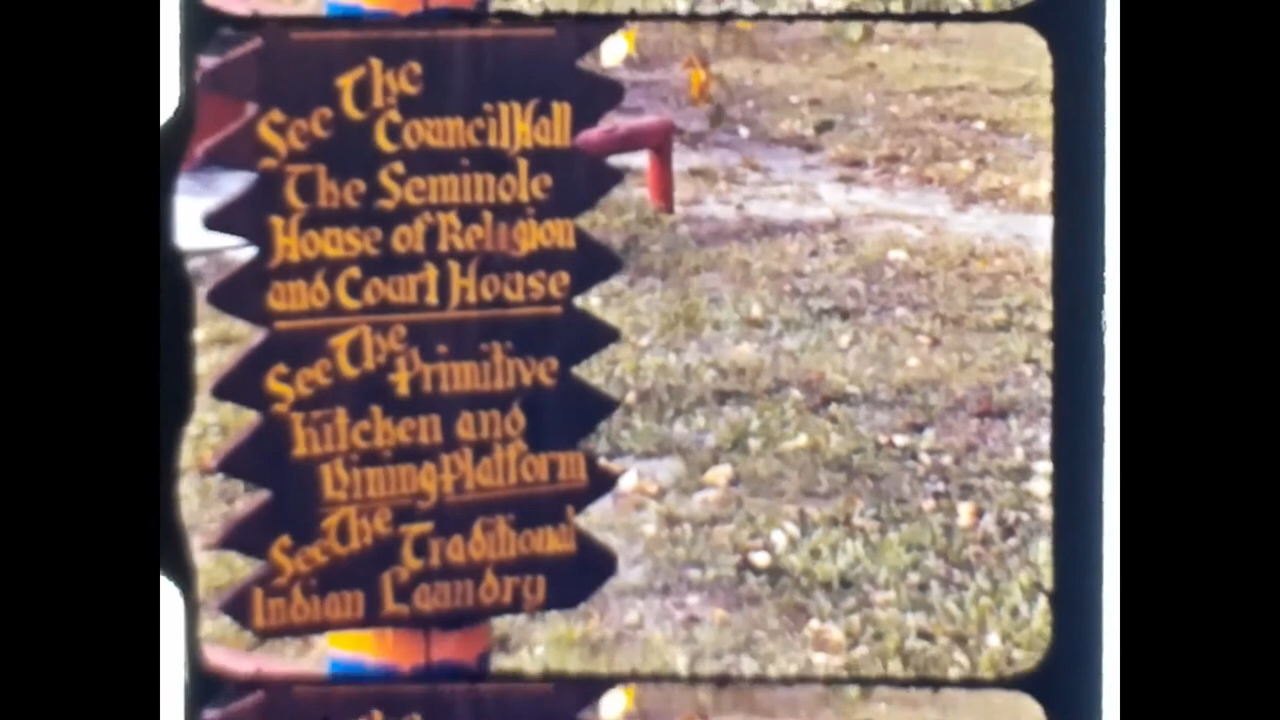 See The
Council Hall
The Seminole
House of Religion
and Court House
See The
Primitive
Kitchen and
Dining Platform
See The Traditional
Indian Laundry